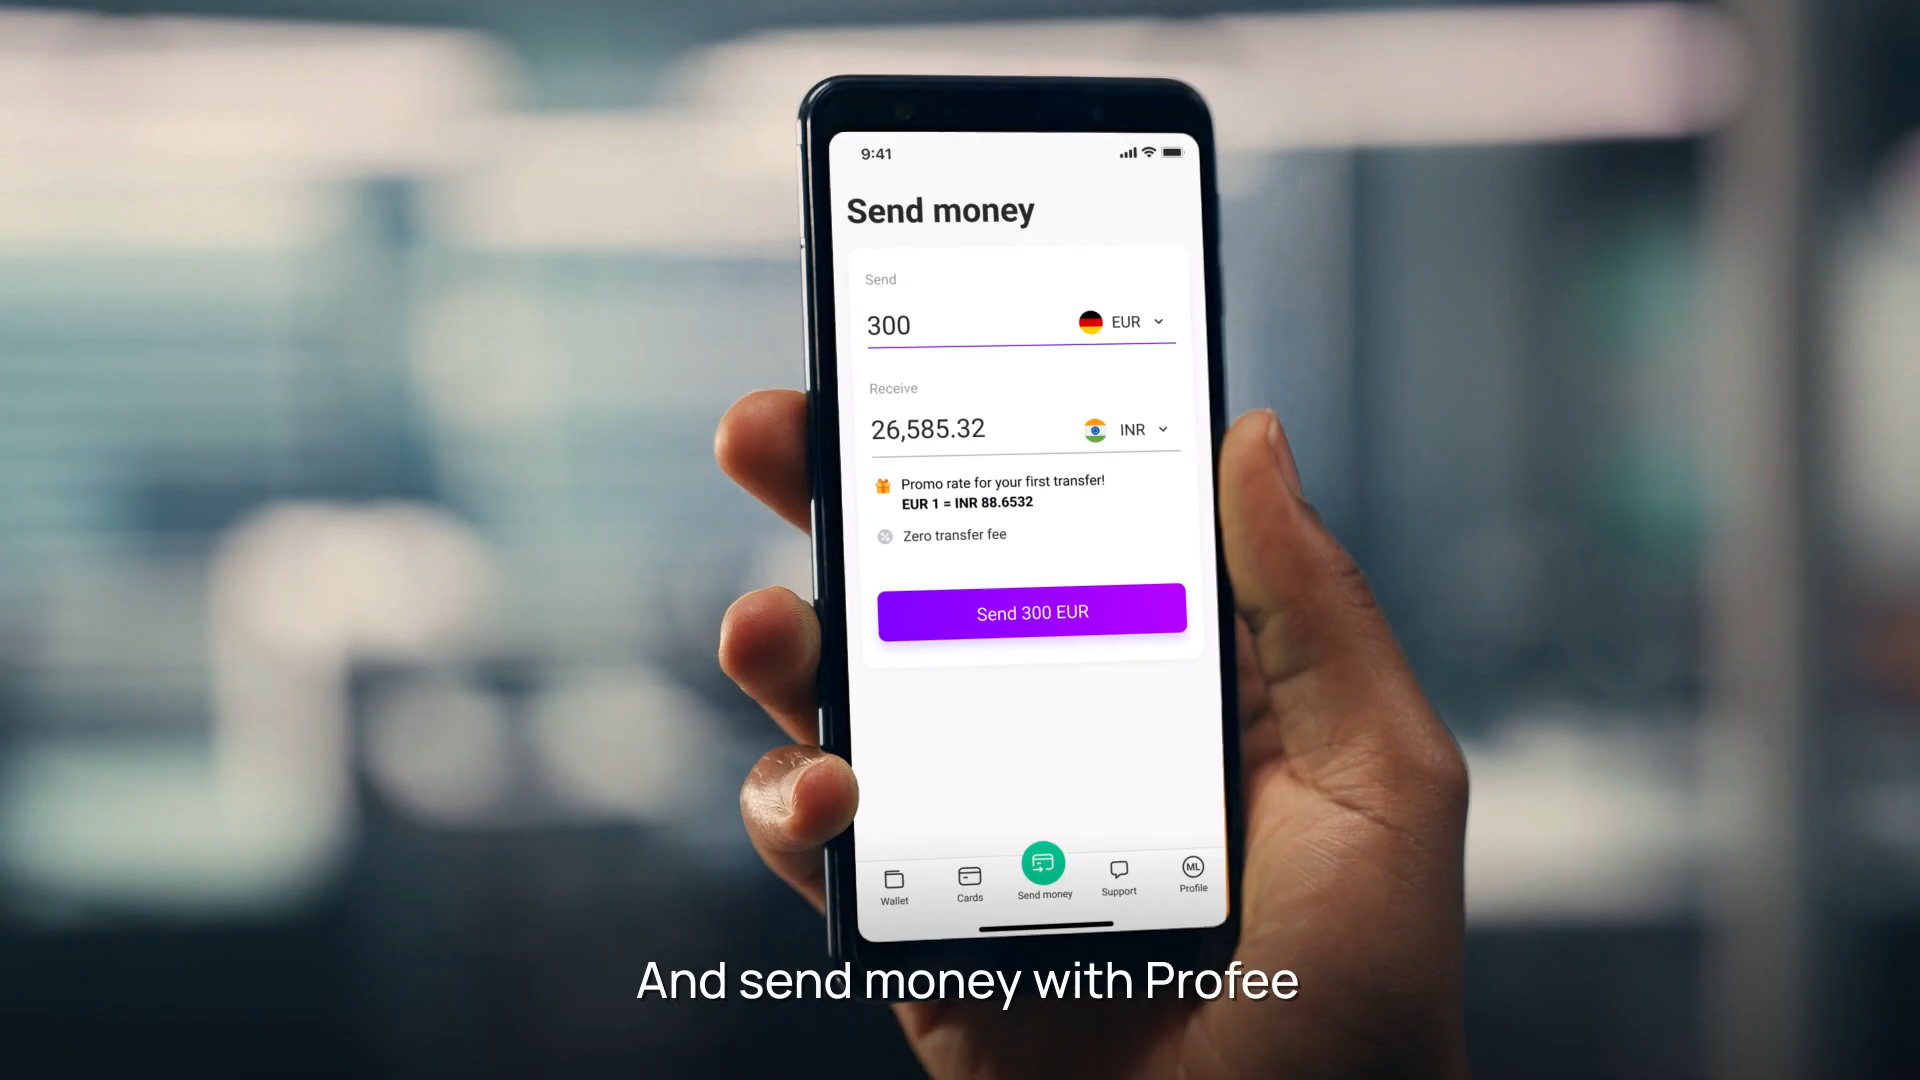 9:41
Send money
Send
300
EUR
Receive
26,585.32
INR
Promo rate for your first transfer!
EUR 1 = INR 88.6532
Zero transfer fee
Send 300 EUR
Wallet
Cards
Send money
Support
ML
Profile
And send money with Profee